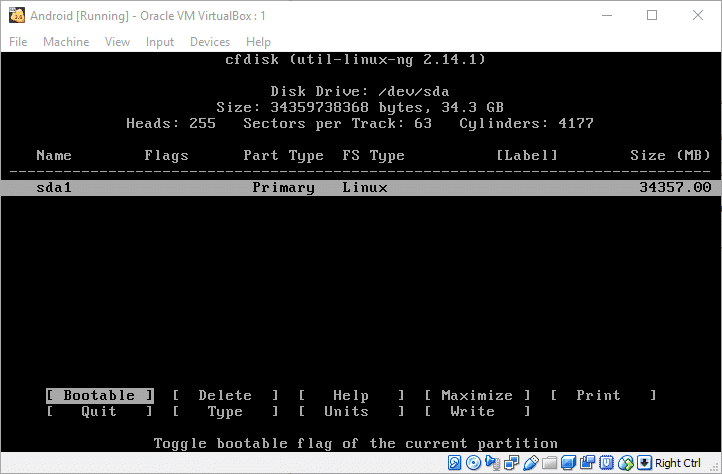 Android [Running] - Oracle VM VirtualBox : 1
File Machine View Input Devices Help
cfdisk (util-linux-ng 2.14.1)
Disk Drive: /dev/sda
Size: 34359738368 bytes, 34.3 GB
Heads: 255 Sectors per Track: 63 Cylinders: 4177
Name Flags Part Type FS Type [Label] Size (MB)
sda1 Primary Linux 34357.00
[ Bootable ] [ Delete ] [ Help ] [ Maximize ] [ Print ]
[ Quit ] [ Type ] [ Units ] [ Write ]
Toggle bootable flag of the current partition
Right Ctrl